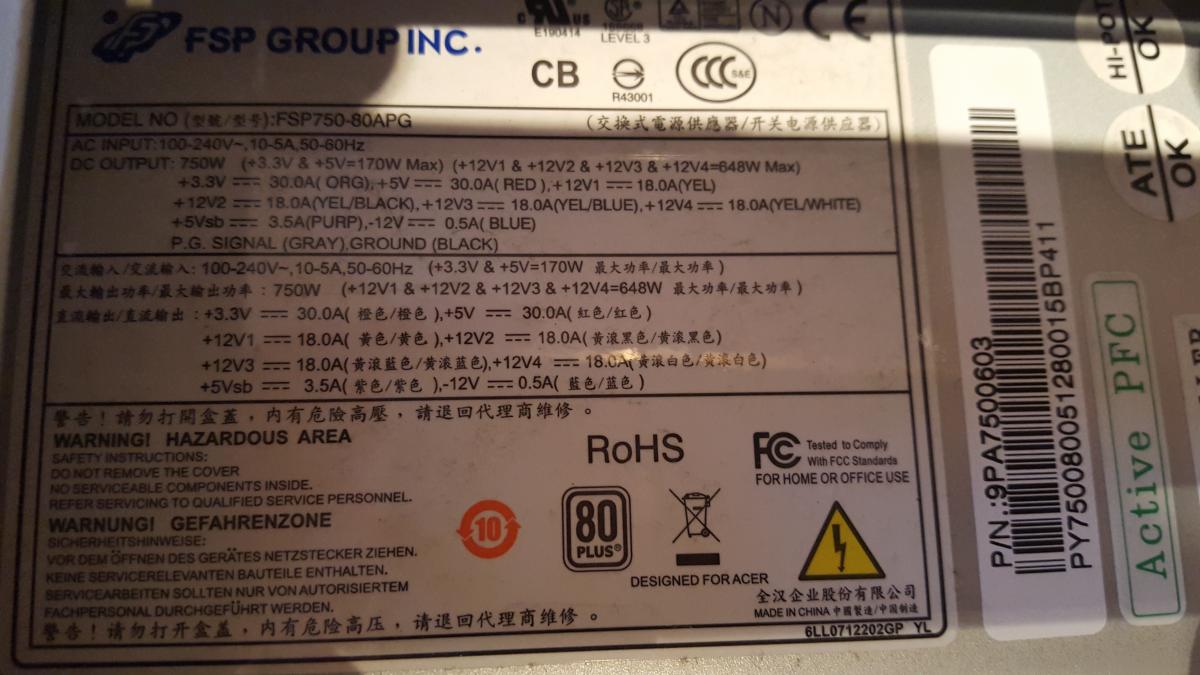 FSP GROUP INC.
c UL US
E190414
LEVEL 3
N
CE
CB
R43001
CCC
S&E
MODEL NO (型號/型号):FSP750-80APG (交換式電源供應器/开关电源供应器)
AC INPUT:100-240V~,10-5A,50-60Hz
DC OUTPUT: 750W (+3.3V & +5V=170W Max) (+12V1 & +12V2 & +12V3 & +12V4=648W Max)
+3.3V ⎓ 30.0A( ORG),+5V ⎓ 30.0A( RED ),+12V1 ⎓ 18.0A(YEL)
+12V2 ⎓ 18.0A(YEL/BLACK),+12V3 ⎓ 18.0A(YEL/BLUE),+12V4 ⎓ 18.0A(YEL/WHITE)
+5Vsb ⎓ 3.5A(PURP),-12V ⎓ 0.5A( BLUE)
P.G. SIGNAL (GRAY),GROUND (BLACK)
交流輸入/交流输入: 100-240V~,10-5A,50-60Hz (+3.3V & +5V=170W 最大功率/最大功率 )
最大輸出功率/最大输出功率 : 750W (+12V1 & +12V2 & +12V3 & +12V4=648W 最大功率/最大功率 )
直流輸出/直流输出 : +3.3V ⎓ 30.0A( 橙色/橙色 ),+5V ⎓ 30.0A( 紅色/红色 )
+12V1 ⎓ 18.0A( 黃色/黄色 ),+12V2 ⎓ 18.0A( 黃滾黑色/黄滚黑色 )
+12V3 ⎓ 18.0A(黃滾藍色/黄滚蓝色),+12V4 ⎓ 18.0A(黃滾白色/黄滚白色 )
+5Vsb ⎓ 3.5A( 紫色/紫色 ),-12V ⎓ 0.5A( 藍色/蓝色 )
警告！請勿打開盒蓋，內有危險高壓，請退回代理商維修。
WARNING! HAZARDOUS AREA
SAFETY INSTRUCTIONS:
DO NOT REMOVE THE COVER
NO SERVICEABLE COMPONENTS INSIDE.
REFER SERVICING TO QUALIFIED SERVICE PERSONNEL.
WARNUNG! GEFAHRENZONE
SICHERHEITSHINWEISE:
VOR DEM ÖFFNEN DES GERÄTES NETZSTECKER ZIEHEN.
KEINE SERVICERELEVANTEN BAUTEILE ENTHALTEN.
SERVICEARBEITEN SOLLTEN NUR VON AUTORISIERTEM
FACHPERSONAL DURCHGEFÜHRT WERDEN.
警告！请勿打开盒盖，内有危险高压，请退回代理商维修。
RoHS
FC Tested to Comply
With FCC Standards
FOR HOME OR OFFICE USE
10
80
PLUS®
DESIGNED FOR ACER
全汉企业股份有限公司
MADE IN CHINA 中國製造/中国制造
6LL0712202GP YL
P/N.:9PA7500603
PY750080051280015BP411
Active PFC
HI-POT
OK
ATE
OK